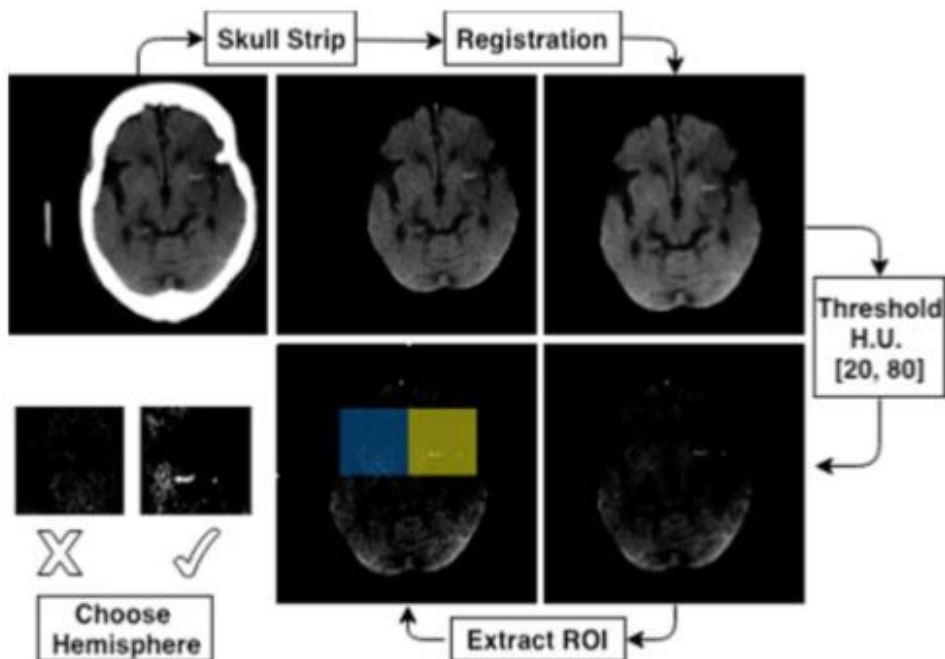 Skull Strip
Registration
Threshold
H.U.
[20, 80]
Extract ROI
Choose
Hemisphere